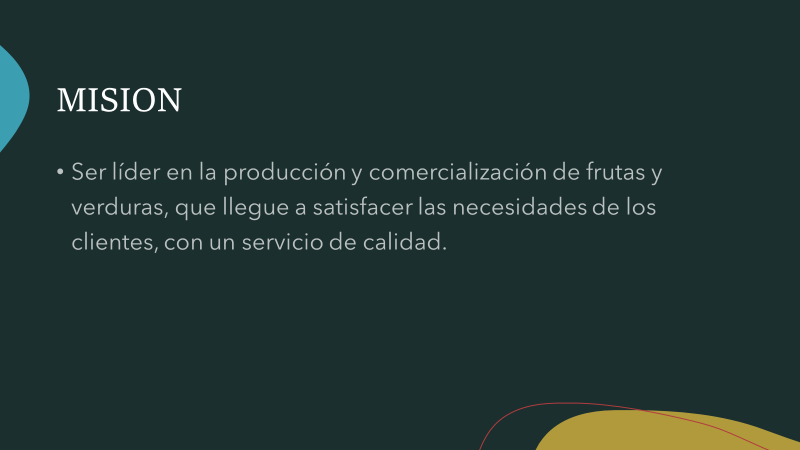 MISION
• Ser líder en la producción y comercialización de frutas y
verduras, que llegue a satisfacer las necesidades de los
clientes, con un servicio de calidad.